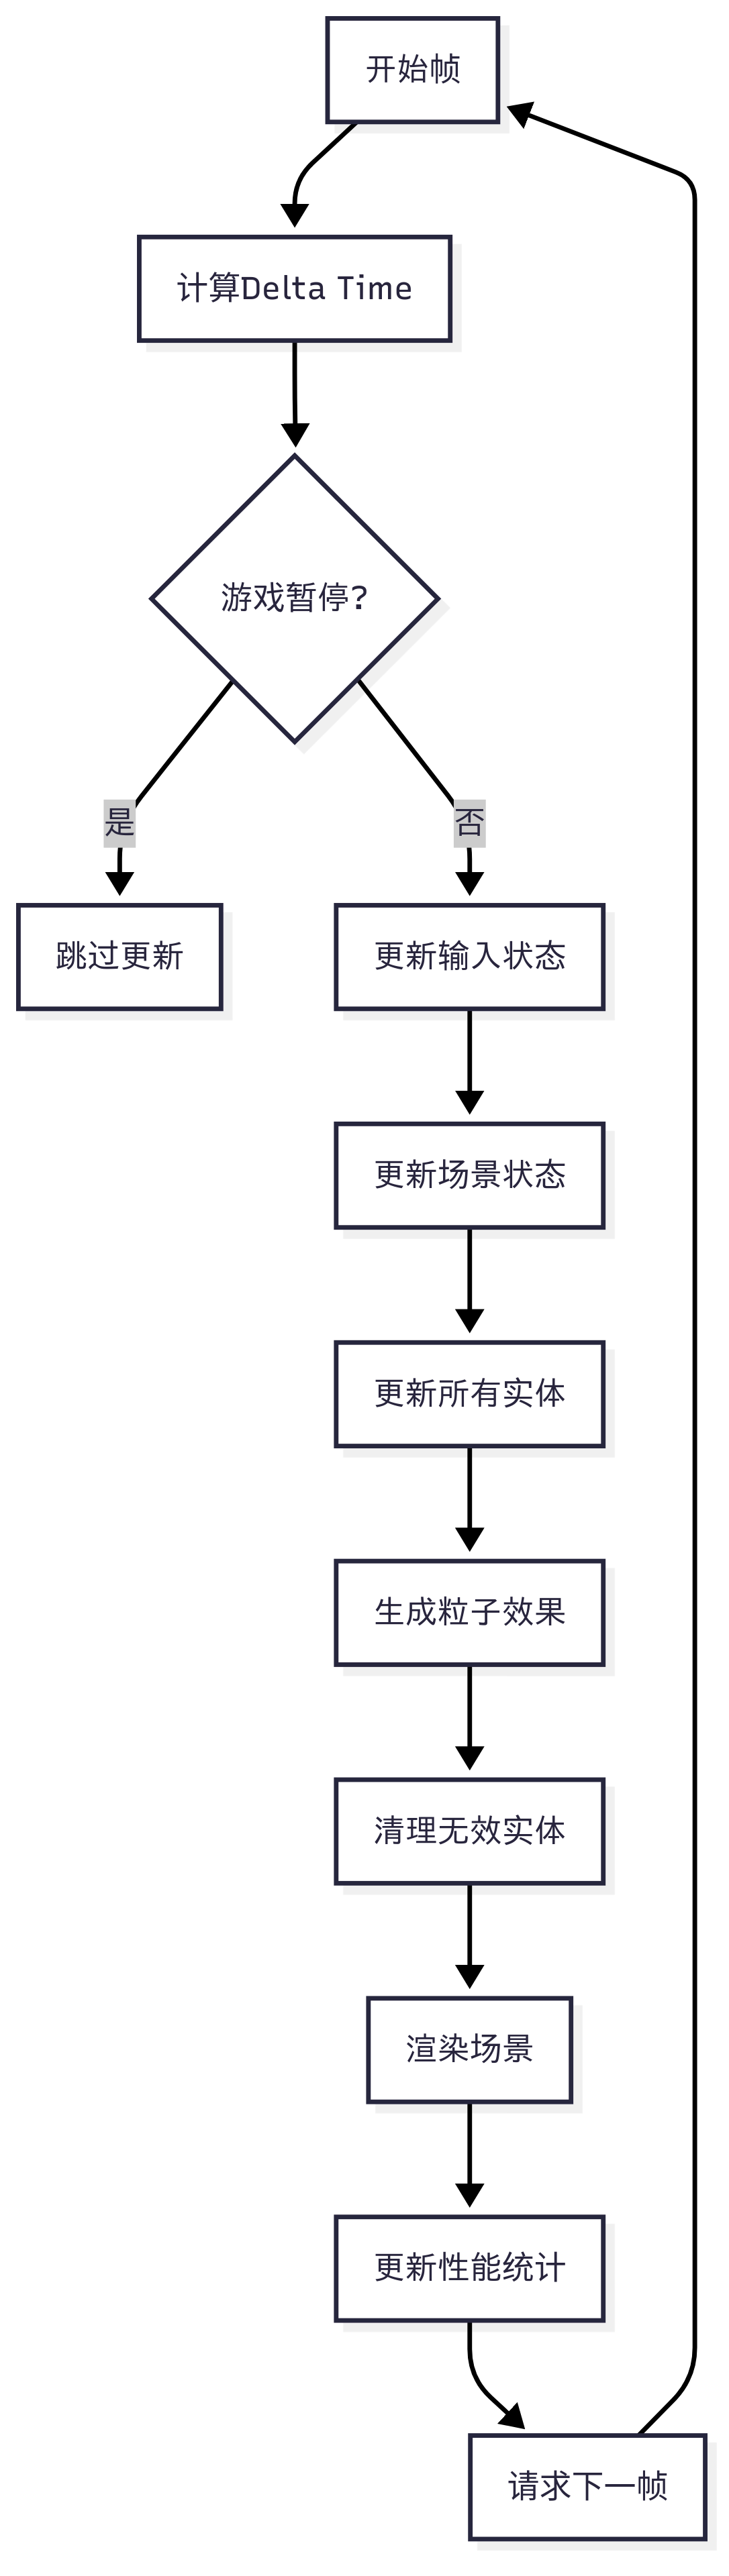 开始帧
计算Delta Time
游戏暂停?
是
否
跳过更新
更新输入状态
更新场景状态
更新所有实体
生成粒子效果
清理无效实体
渲染场景
更新性能统计
请求下一帧